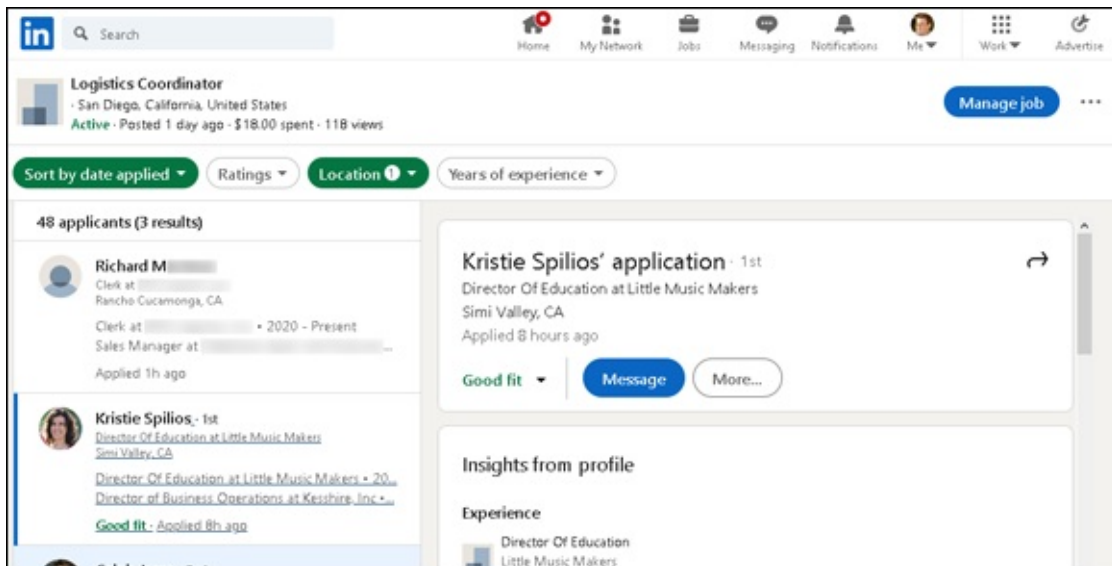 in
Search
Home
My Network
Jobs
Messaging
Notifications
Me
Work
Advertise
Logistics Coordinator
· San Diego, California, United States
Active · Posted 1 day ago · $18.00 spent · 118 views
Manage job
...
Sort by date applied
Ratings
Location 1
Years of experience
48 applicants (3 results)
Richard M
Clerk at
Rancho Cucamonga, CA
Clerk at • 2020 - Present
Sales Manager at ...
Applied 1h ago
Kristie Spilios · 1st
Director Of Education at Little Music Makers
Simi Valley, CA
Director Of Education at Little Music Makers • 20...
Director of Business Operations at Kesshire, Inc •...
Good fit · Applied 8h ago
Kristie Spilios' application · 1st
Director Of Education at Little Music Makers
Simi Valley, CA
Applied 8 hours ago
Good fit
Message
More...
Insights from profile
Experience
Director Of Education
Little Music Makers